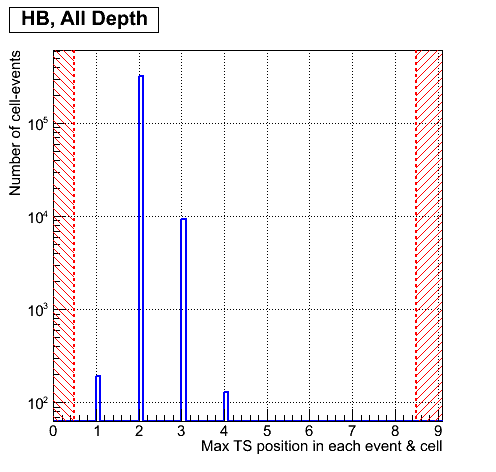 HB, All Depth
Number of cell-events
10^5
10^4
10^3
10^2
0 1 2 3 4 5 6 7 8 9
Max TS position in each event & cell